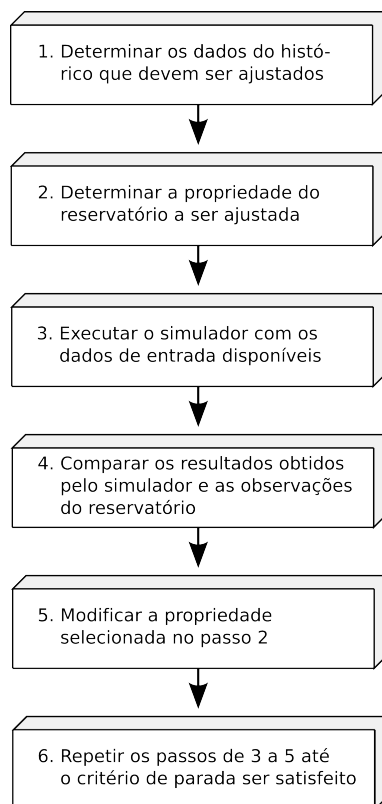 1. Determinar os dados do histó-
rico que devem ser ajustados
2. Determinar a propriedade do
reservatório a ser ajustada
3. Executar o simulador com os
dados de entrada disponíveis
4. Comparar os resultados obtidos
pelo simulador e as observações
do reservatório
5. Modificar a propriedade
selecionada no passo 2
6. Repetir os passos de 3 a 5 até
o critério de parada ser satisfeito